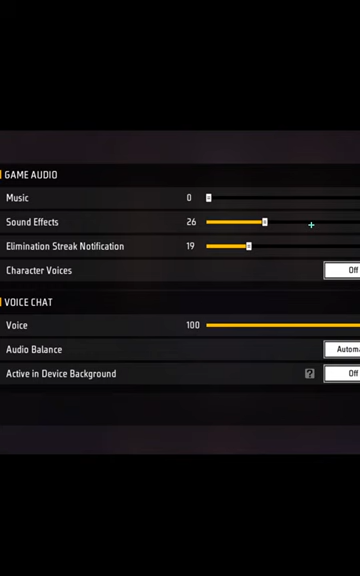 GAME AUDIO
Music 0
Sound Effects 26
Elimination Streak Notification 19
Character Voices Off
VOICE CHAT
Voice 100
Audio Balance
Active in Device Background ? Off